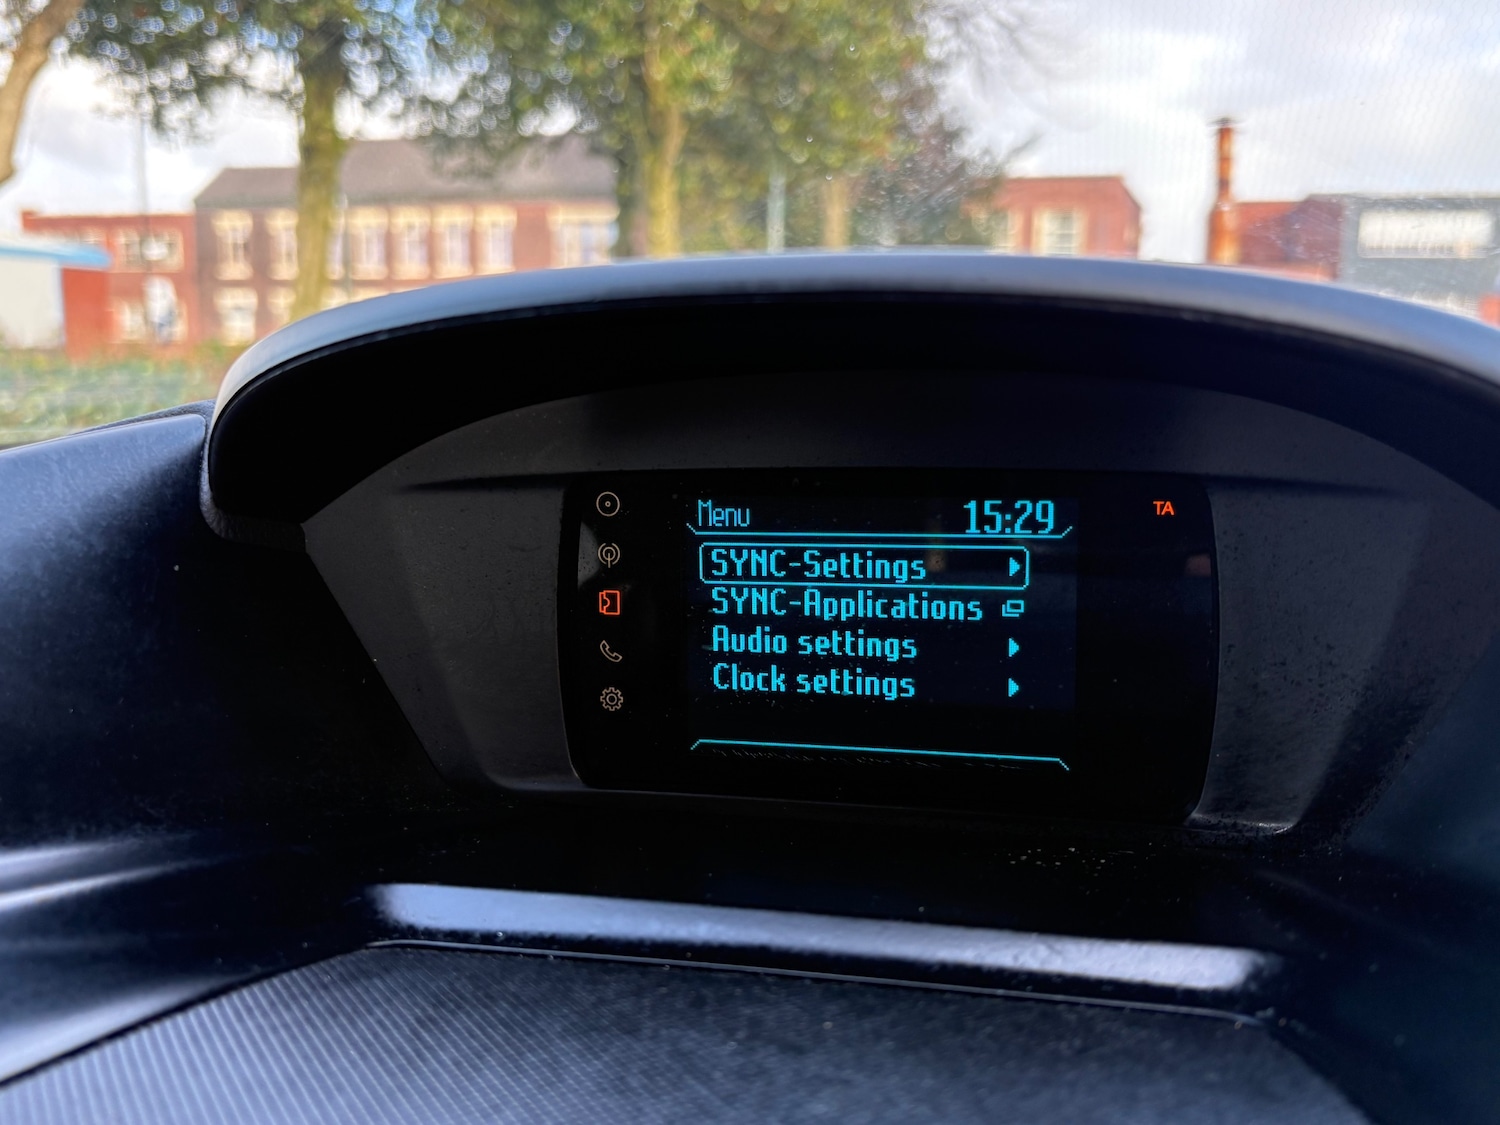 Menu 15:29 TA
SYNC-Settings
SYNC-Applications
Audio settings
Clock settings